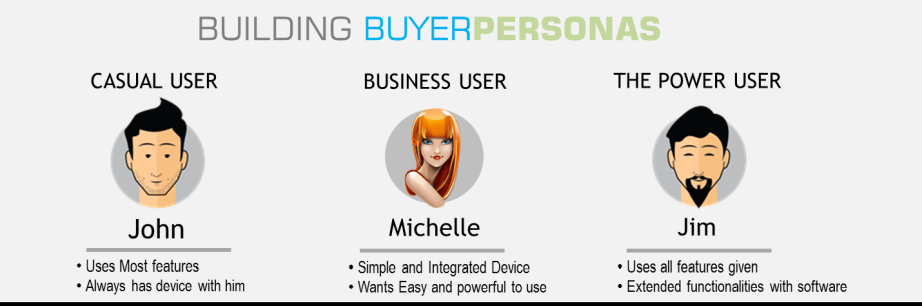 BUILDING BUYERPERSONAS
CASUAL USER
John
• Uses Most features
• Always has device with him
BUSINESS USER
Michelle
• Simple and Integrated Device
• Wants Easy and powerful to use
THE POWER USER
Jim
• Uses all features given
• Extended functionalities with software